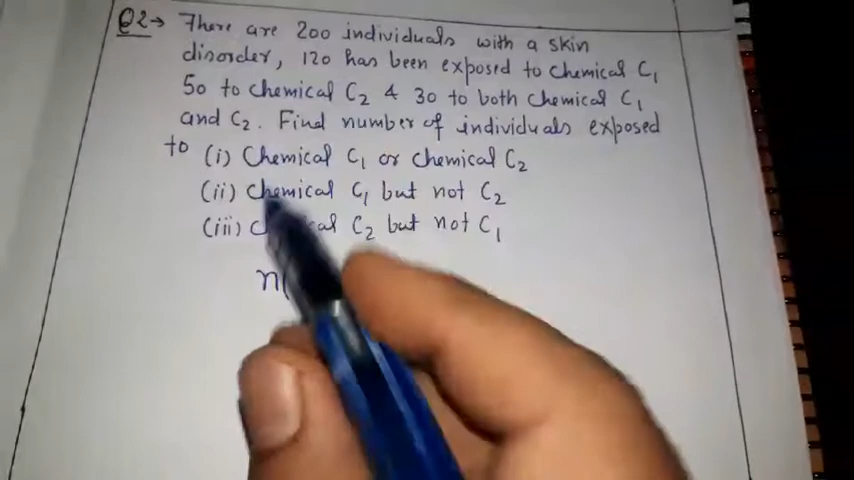 Q2→ There are 200 individuals with a skin
disorder, 120 has been exposed to chemical C₁
50 to chemical C₂ & 30 to both chemical C₁
and C₂. Find number of individuals exposed
to (i) Chemical C₁ or chemical C₂
(ii) Chemical C₁ but not C₂
(iii) C cal C₂ but not C₁
n(